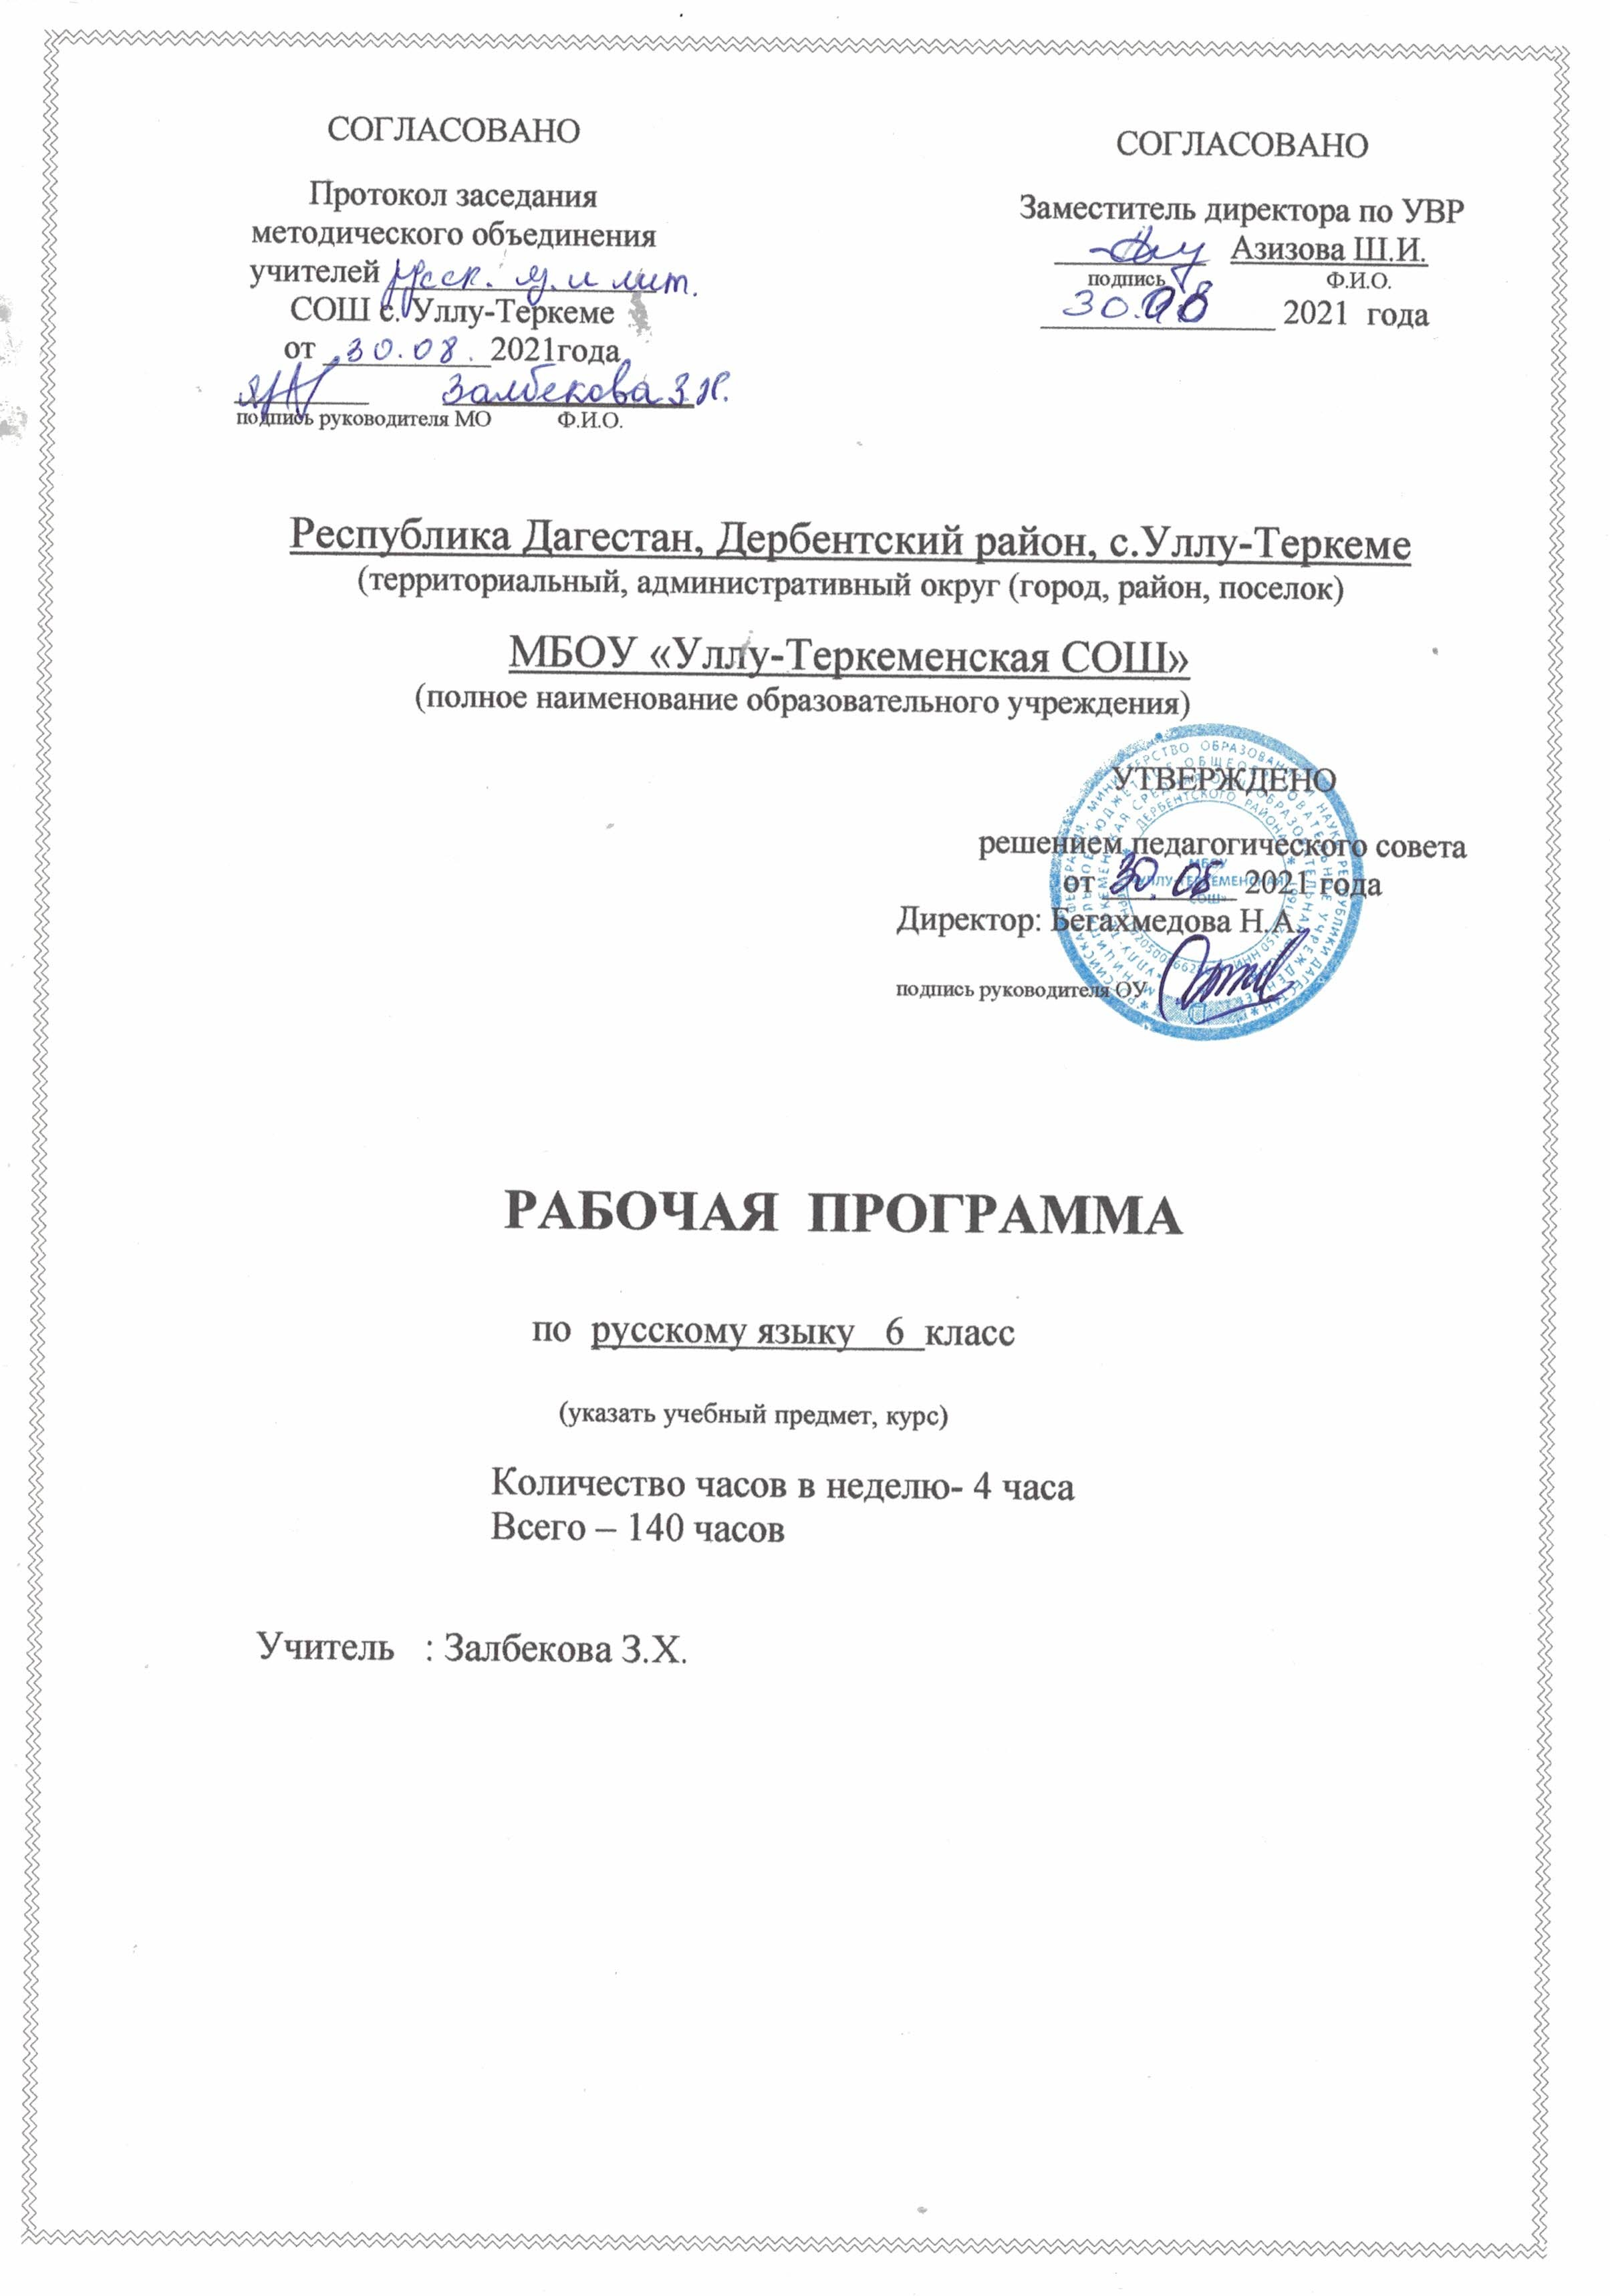 СОГЛАСОВАНО
Протокол заседания
методического объединения
учителей русск. я. и лит.
СОШ с. Уллу-Теркеме
от 30.08. 2021года
Залбекова З.Х.
подпись руководителя МО Ф.И.О.
СОГЛАСОВАНО
Заместитель директора по УВР
Азизова Ш.И.
подпись Ф.И.О.
30.08 2021 года
Республика Дагестан, Дербентский район, с.Уллу-Теркеме
(территориальный, административный округ (город, район, поселок)
МБОУ «Уллу-Теркеменская СОШ»
(полное наименование образовательного учреждения)
УТВЕРЖДЕНО
решением педагогического совета
от 30.08 2021 года
Директор: Бегахмедова Н.А.
подпись руководителя ОУ
РАБОЧАЯ ПРОГРАММА
по русскому языку 6 класс
(указать учебный предмет, курс)
Количество часов в неделю- 4 часа
Всего – 140 часов
Учитель : Залбекова З.Х.